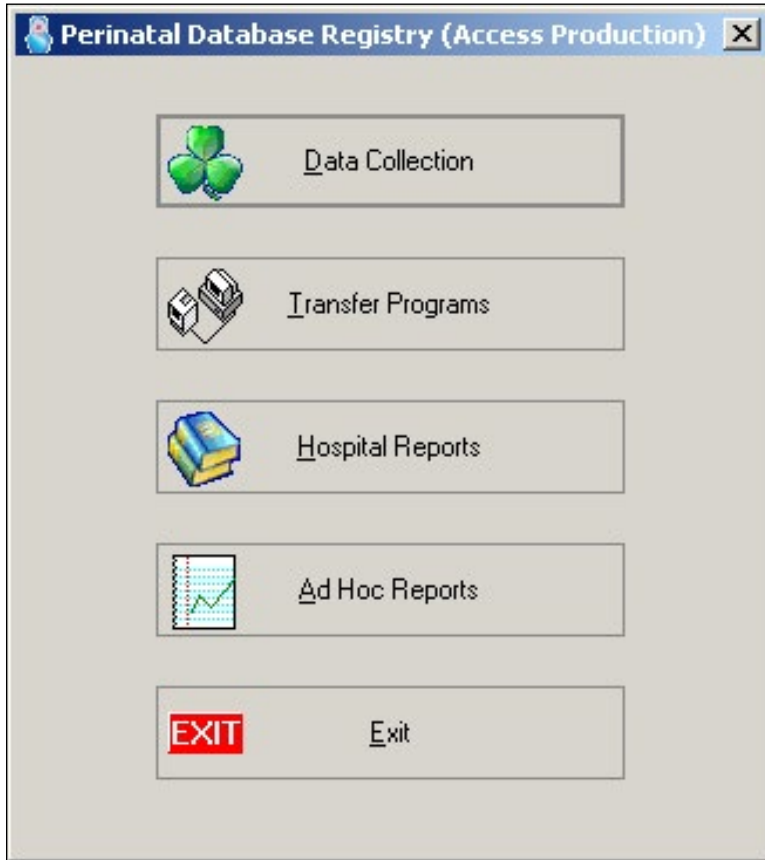 Perinatal Database Registry (Access Production)
Data Collection
Transfer Programs
Hospital Reports
Ad Hoc Reports
EXIT Exit